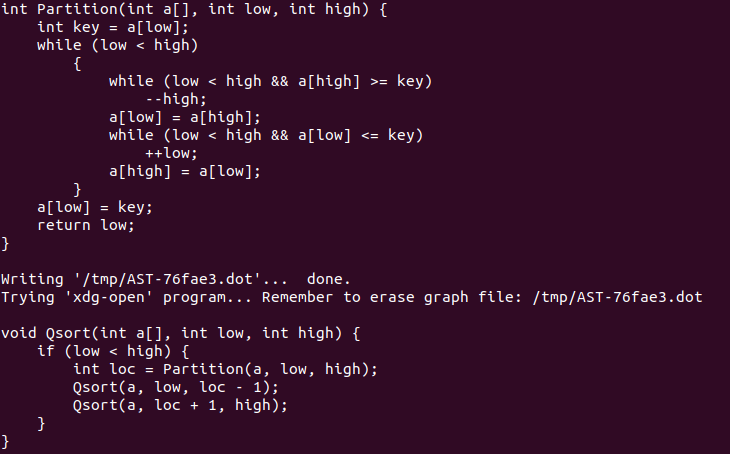 int Partition(int a[], int low, int high) {
    int key = a[low];
    while (low < high)
        {
            while (low < high && a[high] >= key)
                --high;
            a[low] = a[high];
            while (low < high && a[low] <= key)
                ++low;
            a[high] = a[low];
        }
    a[low] = key;
    return low;
}

Writing '/tmp/AST-76fae3.dot'...  done.
Trying 'xdg-open' program... Remember to erase graph file: /tmp/AST-76fae3.dot

void Qsort(int a[], int low, int high) {
    if (low < high) {
        int loc = Partition(a, low, high);
        Qsort(a, low, loc - 1);
        Qsort(a, loc + 1, high);
    }
}